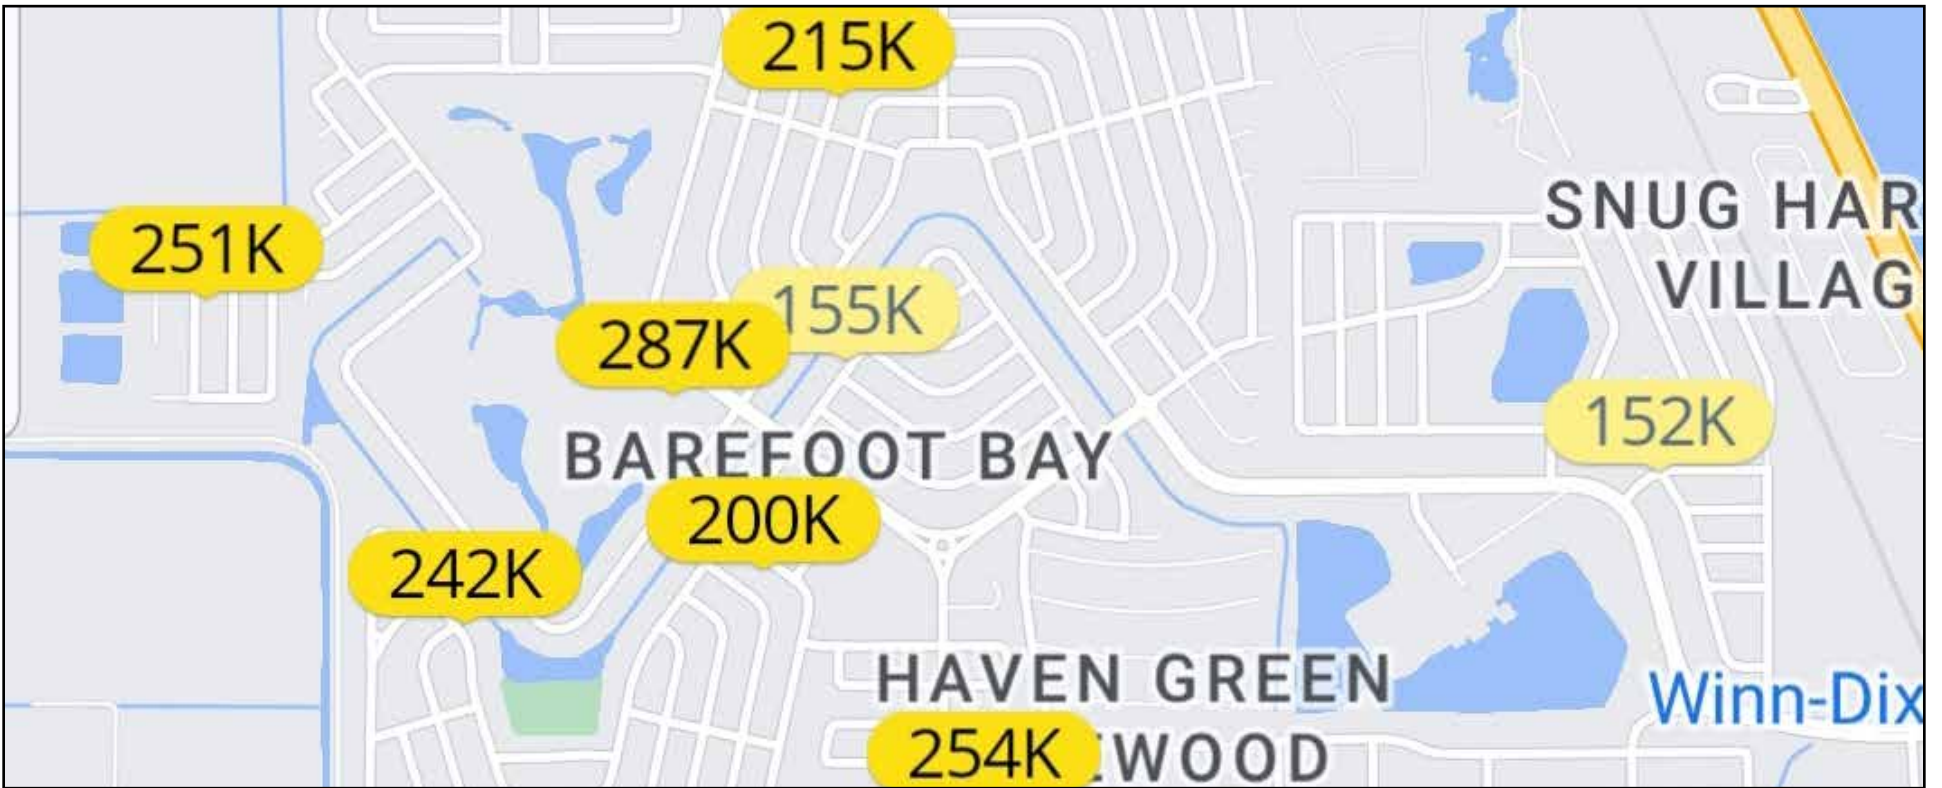 215K
SNUG HAR
VILLAG
251K
155K
287K
152K
BAREFOOT BAY
200K
242K
HAVEN GREEN
Winn-Dix
254K
WOOD